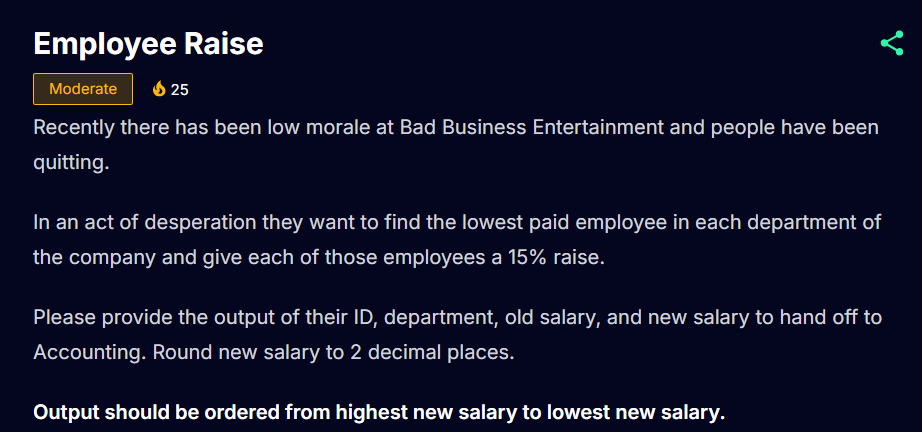 Employee Raise
Moderate
25
Recently there has been low morale at Bad Business Entertainment and people have been
quitting.
In an act of desperation they want to find the lowest paid employee in each department of
the company and give each of those employees a 15% raise.
Please provide the output of their ID, department, old salary, and new salary to hand off to
Accounting. Round new salary to 2 decimal places.
Output should be ordered from highest new salary to lowest new salary.